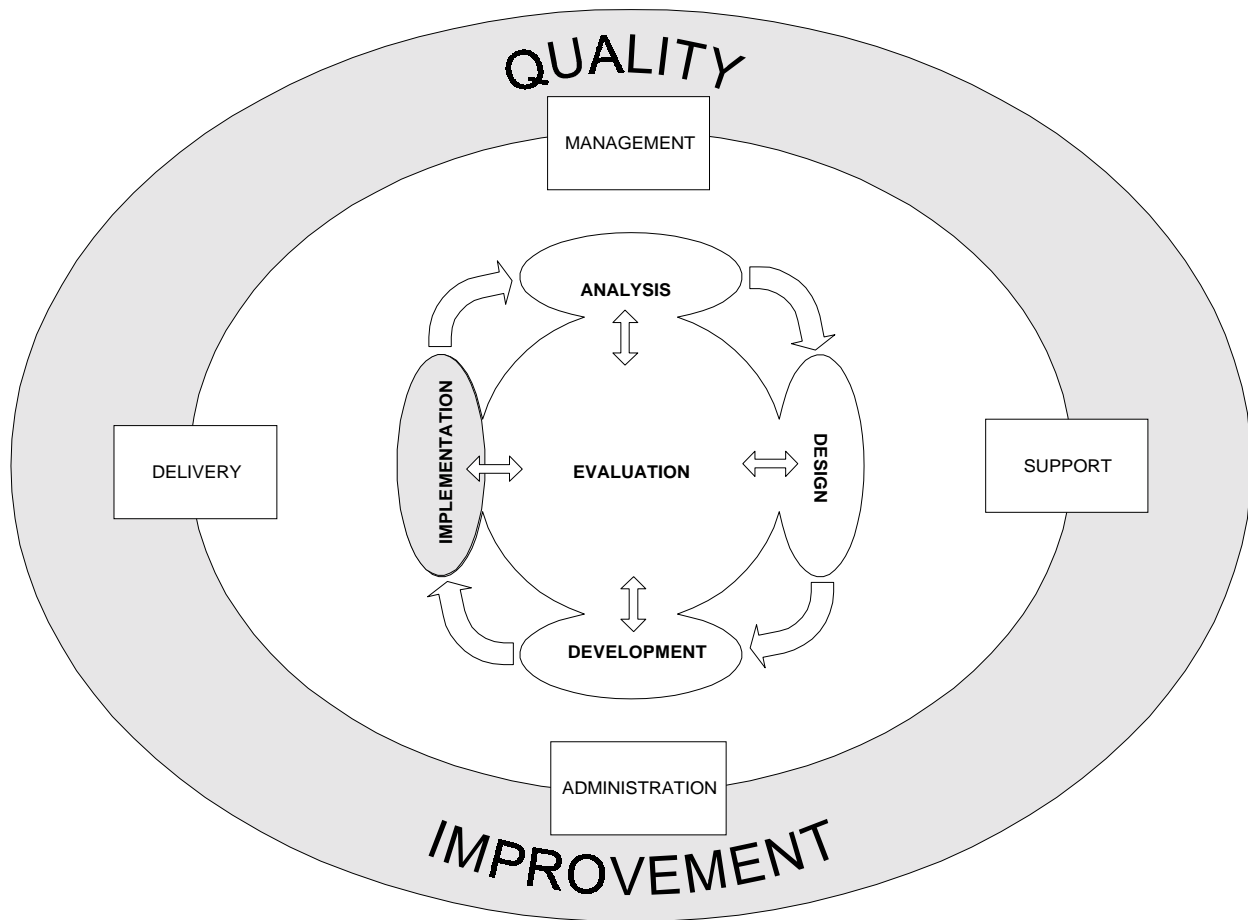 QUALITY
MANAGEMENT
ANALYSIS
IMPLEMENTATION
DESIGN
DELIVERY
EVALUATION
SUPPORT
DEVELOPMENT
ADMINISTRATION
IMPROVEMENT